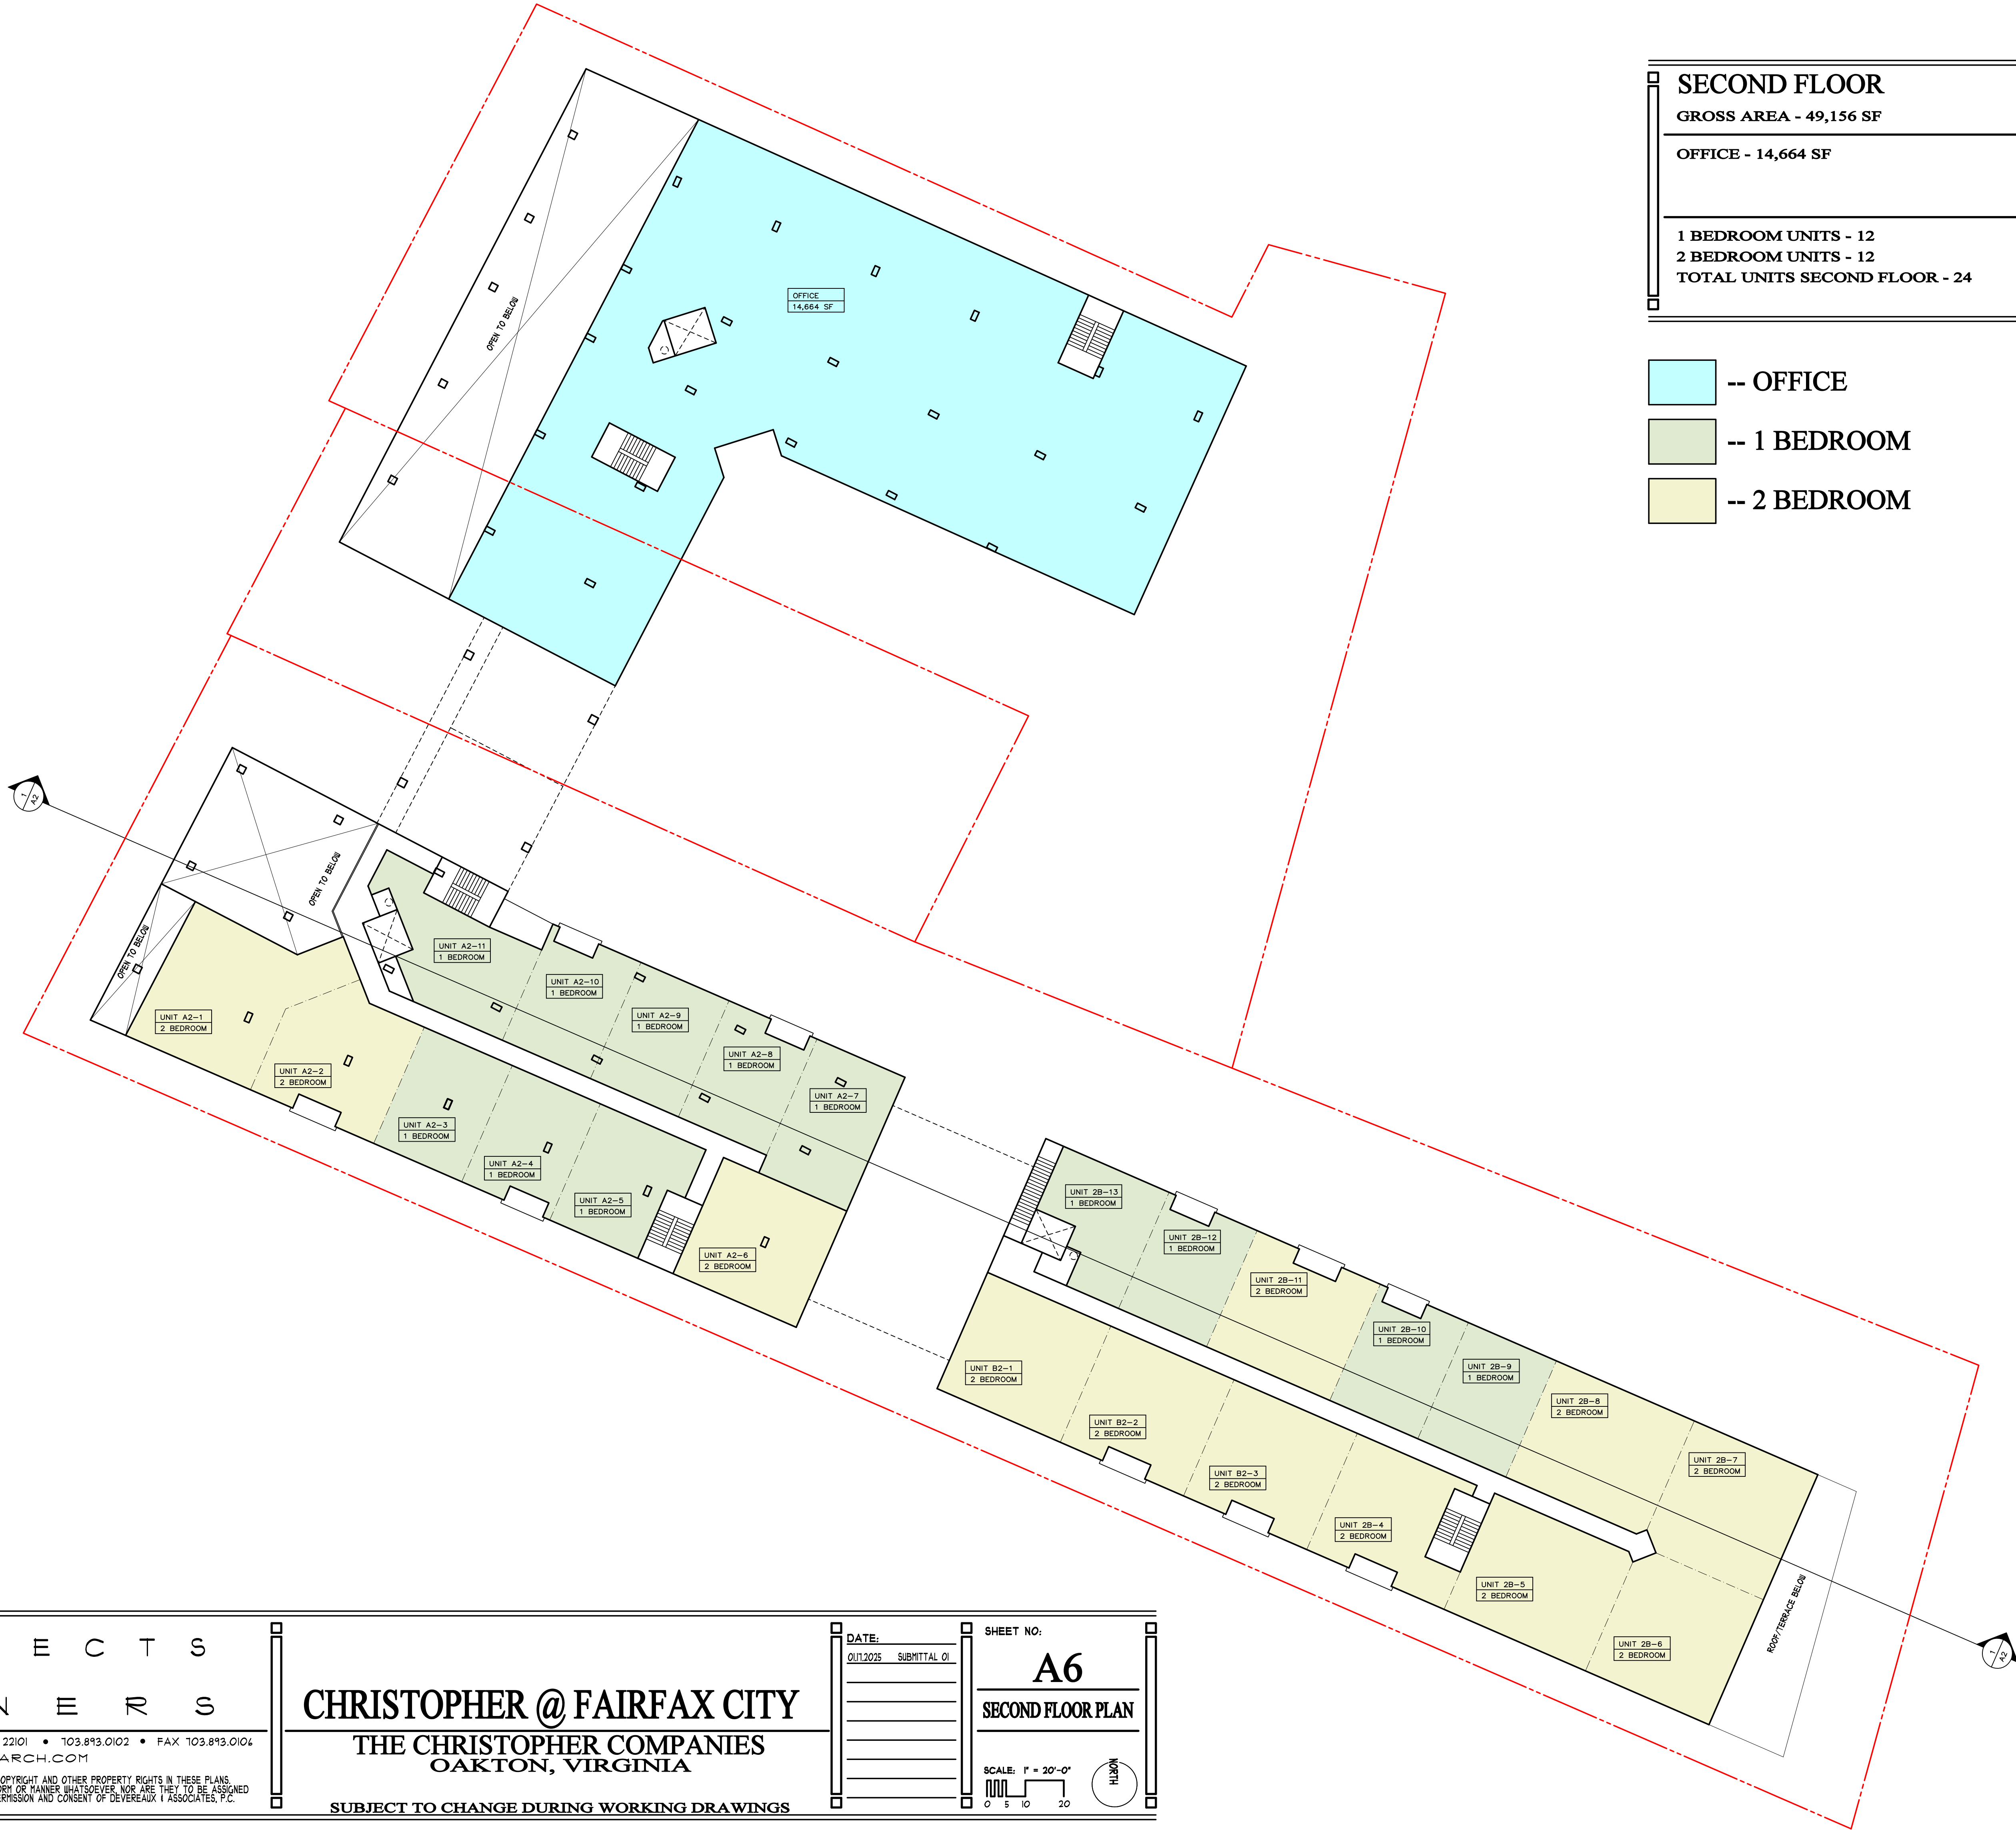 SECOND FLOOR
GROSS AREA - 49,156 SF
OFFICE - 14,664 SF
1 BEDROOM UNITS - 12
2 BEDROOM UNITS - 12
TOTAL UNITS SECOND FLOOR - 24
-- OFFICE
-- 1 BEDROOM
-- 2 BEDROOM
OFFICE
14,664 SF
OPEN TO BELOW
OPEN TO BELOW
OPEN TO BELOW
1
A2
UNIT A2-11
1 BEDROOM
UNIT A2-10
1 BEDROOM
UNIT A2-9
1 BEDROOM
UNIT A2-8
1 BEDROOM
UNIT A2-7
1 BEDROOM
UNIT A2-1
2 BEDROOM
UNIT A2-2
2 BEDROOM
UNIT A2-3
1 BEDROOM
UNIT A2-4
1 BEDROOM
UNIT A2-5
1 BEDROOM
UNIT A2-6
2 BEDROOM
UNIT 2B-13
1 BEDROOM
UNIT 2B-12
1 BEDROOM
UNIT 2B-11
2 BEDROOM
UNIT 2B-10
1 BEDROOM
UNIT 2B-9
1 BEDROOM
UNIT 2B-8
2 BEDROOM
UNIT 2B-7
2 BEDROOM
UNIT B2-1
2 BEDROOM
UNIT B2-2
2 BEDROOM
UNIT B2-3
2 BEDROOM
UNIT 2B-4
2 BEDROOM
UNIT 2B-5
2 BEDROOM
UNIT 2B-6
2 BEDROOM
ROOF/TERRACE BELOW
1
A2
E C T S
N E R S
22101 • 703.893.0102 • FAX 703.893.0106
ARCH.COM
OPYRIGHT AND OTHER PROPERTY RIGHTS IN THESE PLANS.
ORM OR MANNER WHATSOEVER, NOR ARE THEY TO BE ASSIGNED
ERMISSION AND CONSENT OF DEVEREAUX & ASSOCIATES, P.C.
CHRISTOPHER @ FAIRFAX CITY
THE CHRISTOPHER COMPANIES
OAKTON, VIRGINIA
SUBJECT TO CHANGE DURING WORKING DRAWINGS
DATE:
01.17.2025 SUBMITTAL 01
SHEET NO:
A6
SECOND FLOOR PLAN
SCALE: 1" = 20'-0"
0 5 10 20
NORTH